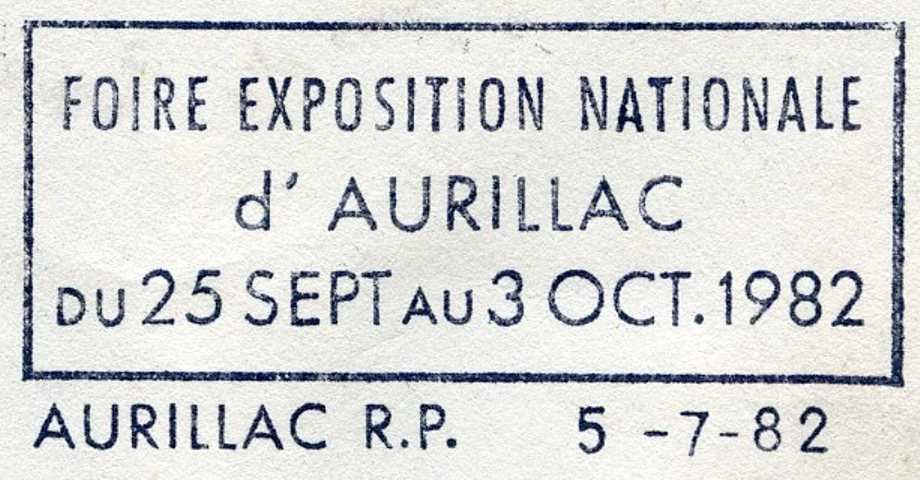 FOIRE EXPOSITION NATIONALE
d' AURILLAC
DU 25 SEPT AU 3 OCT. 1982
AURILLAC R.P. 5 -7-82